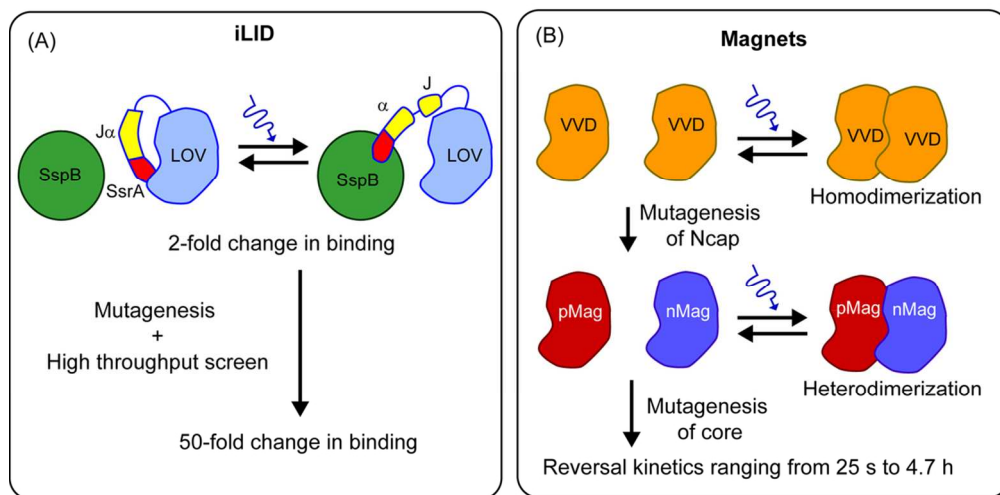 (A)
iLID
Jα
SspB
SsrA
LOV
α
J
SspB
LOV
2-fold change in binding
Mutagenesis
+
High throughput screen
50-fold change in binding
(B)
Magnets
VVD
VVD
VVD
VVD
Homodimerization
Mutagenesis
of Ncap
pMag
nMag
pMag
nMag
Heterodimerization
Mutagenesis
of core
Reversal kinetics ranging from 25 s to 4.7 h